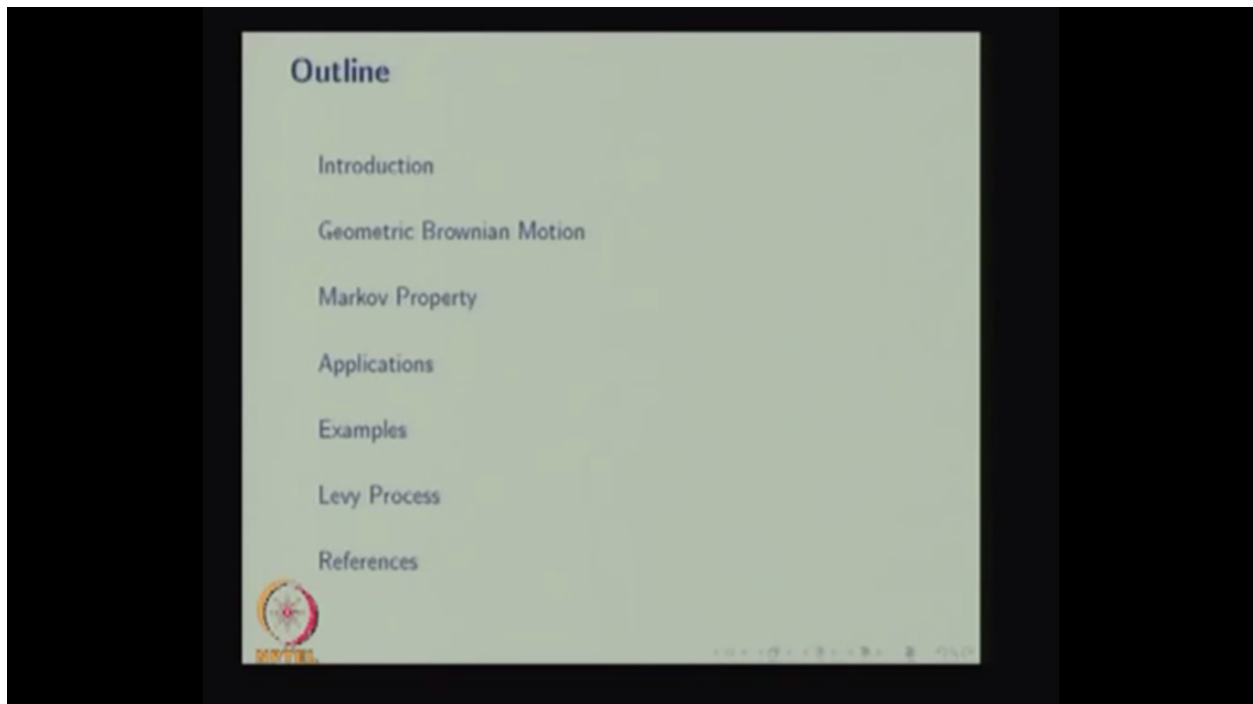 Outline
Introduction
Geometric Brownian Motion
Markov Property
Applications
Examples
Levy Process
References
NPTEL